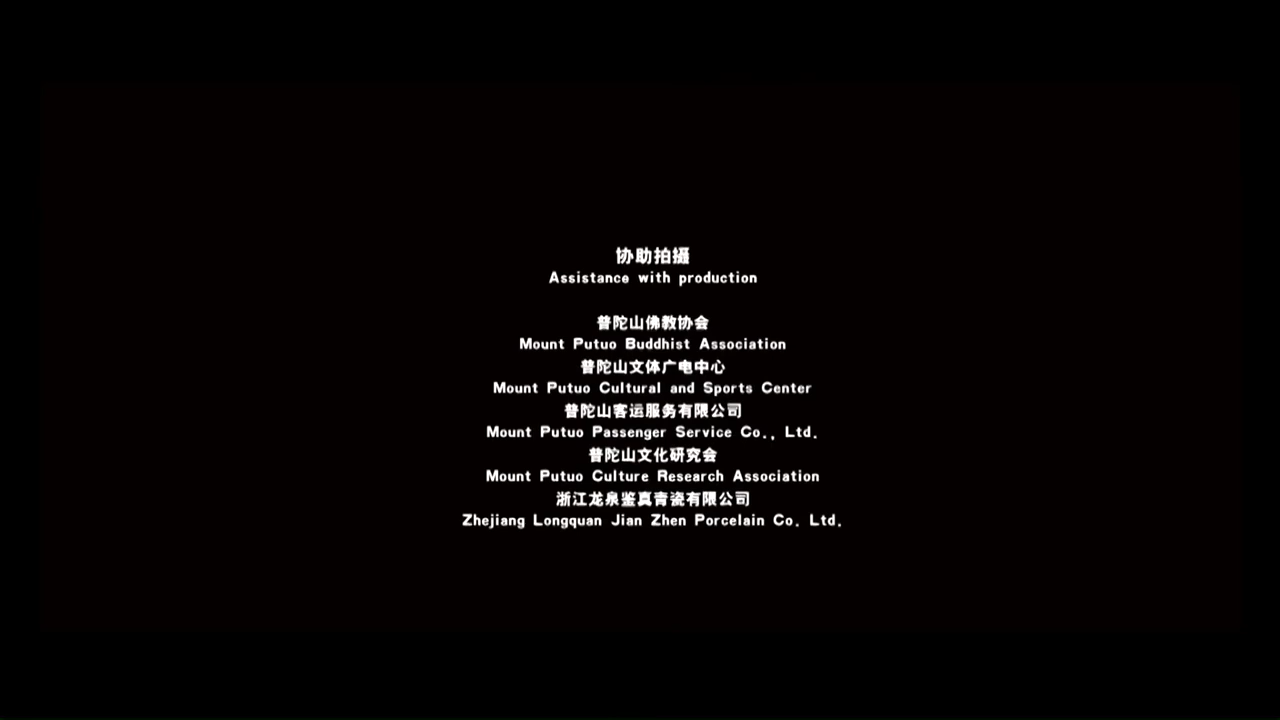 协助拍摄
Assistance with production
普陀山佛教协会
Mount Putuo Buddhist Association
普陀山文体广电中心
Mount Putuo Cultural and Sports Center
普陀山客运服务有限公司
Mount Putuo Passenger Service Co., Ltd.
普陀山文化研究会
Mount Putuo Culture Research Association
浙江龙泉鉴真青瓷有限公司
Zhejiang Longquan Jian Zhen Porcelain Co. Ltd.